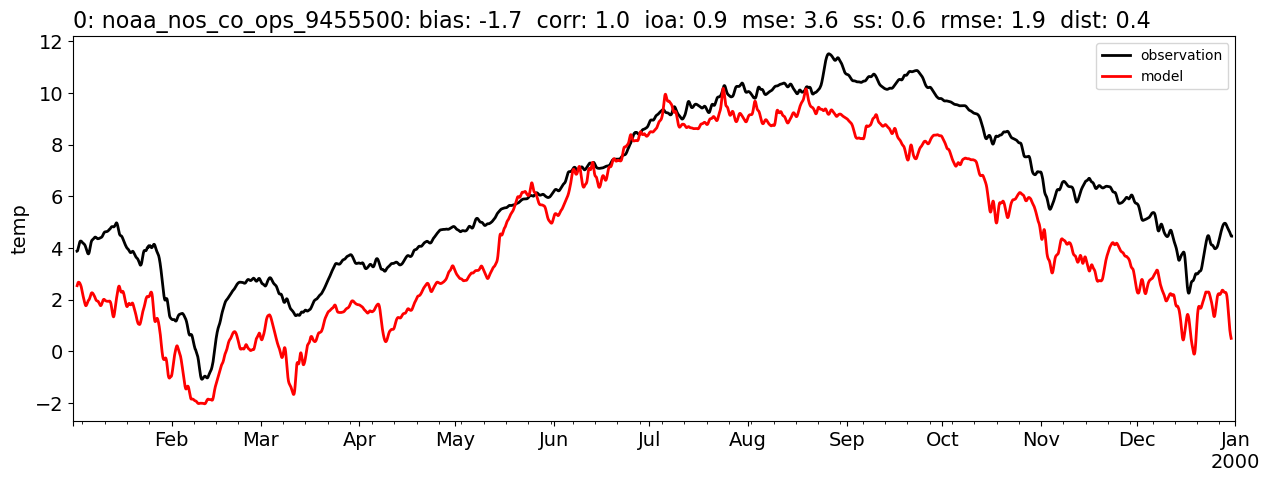 0: noaa_nos_co_ops_9455500: bias: -1.7  corr: 1.0  ioa: 0.9  mse: 3.6  ss: 0.6  rmse: 1.9  dist: 0.4
observation
model
temp
12
10
8
6
4
2
0
−2
Feb Mar Apr May Jun Jul Aug Sep Oct Nov Dec Jan
2000